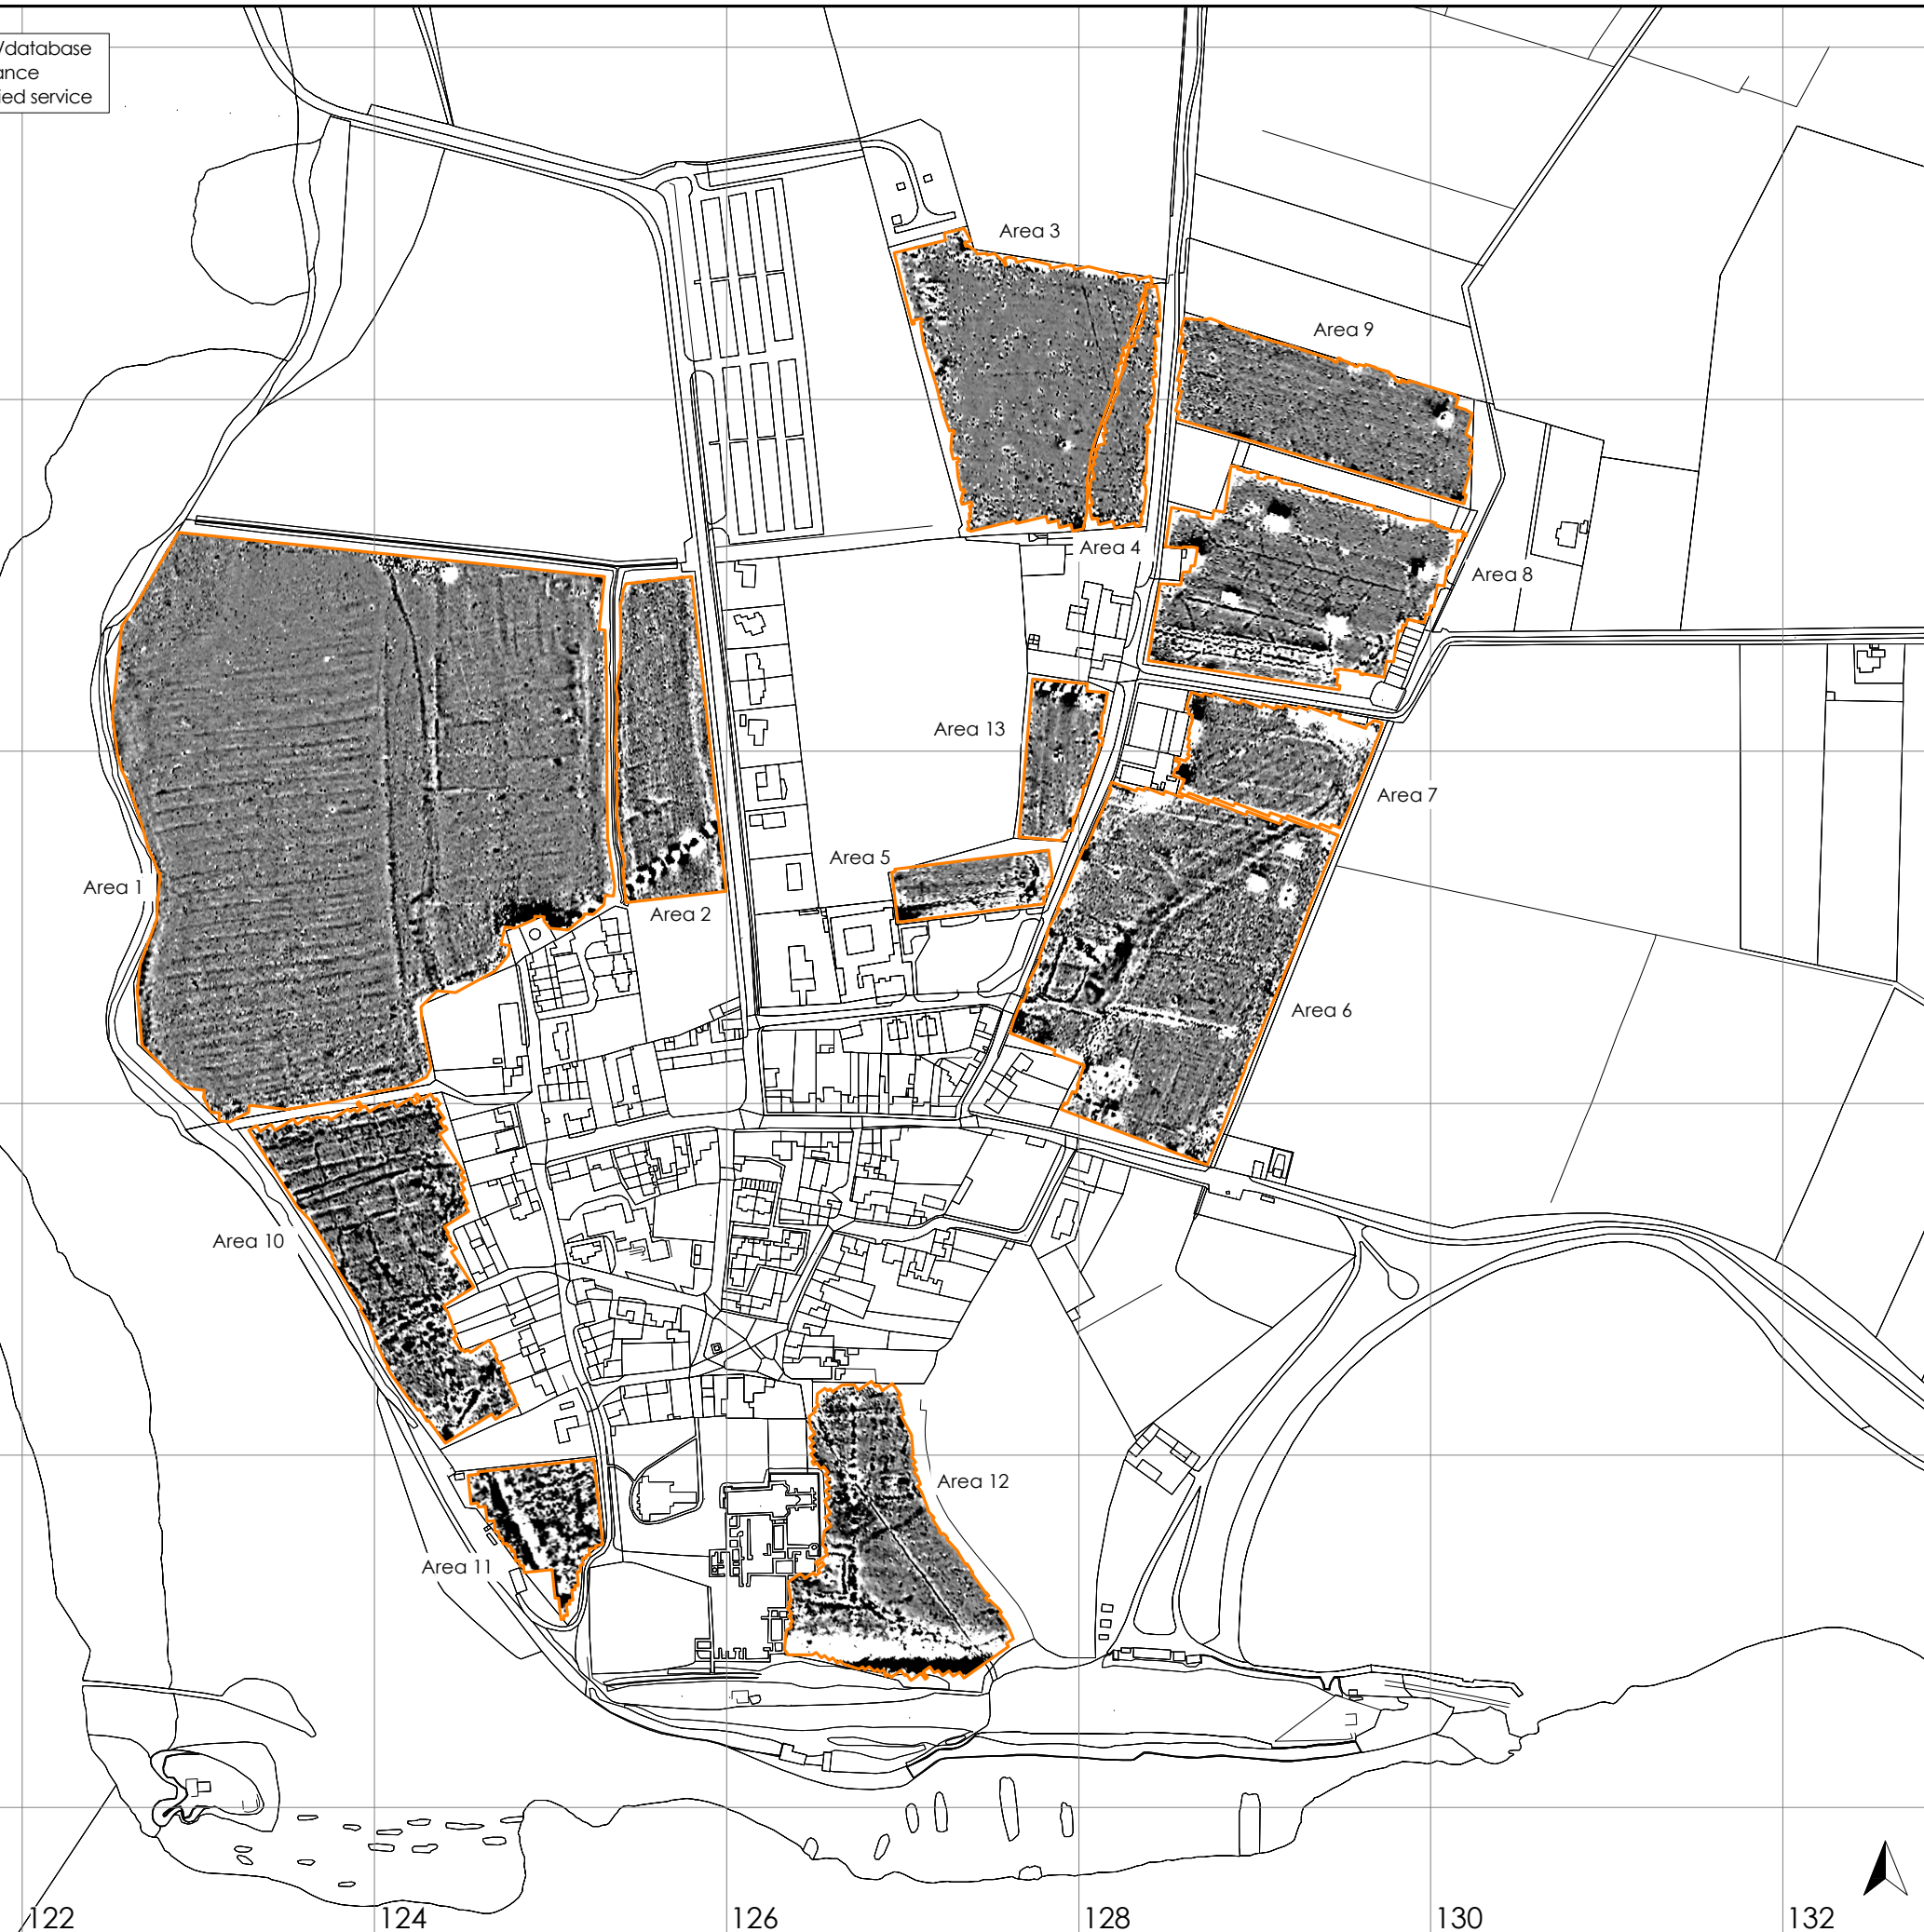 /database
ance
ied service
Area 3
Area 9
Area 4
Area 8
Area 13
Area 7
Area 5
Area 1
Area 2
Area 6
Area 10
Area 12
Area 11
122
124
126
128
130
132